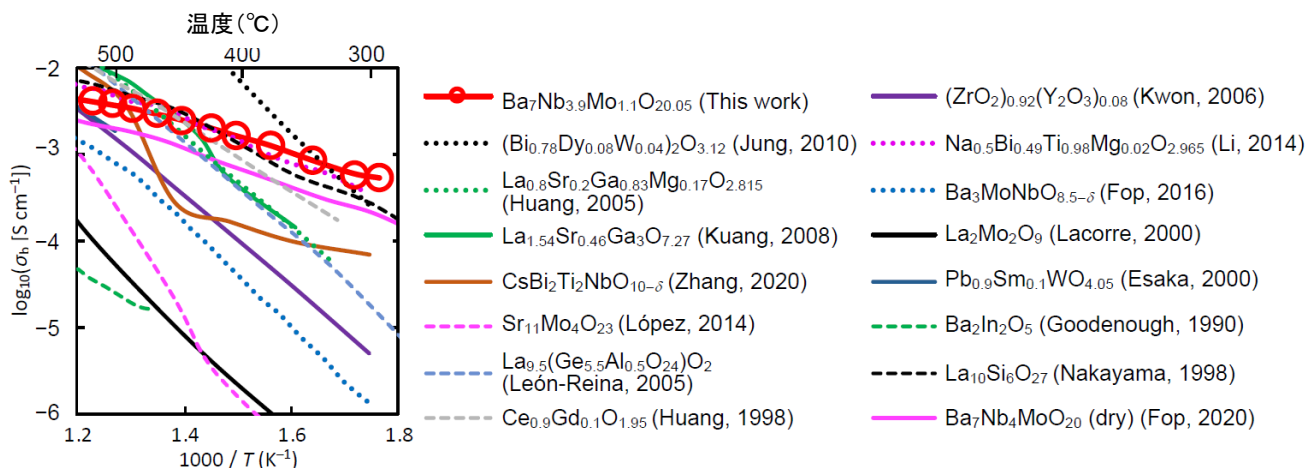 温度(℃)
500 400 300
−2
−3
−4
−5
−6
log₁₀(σb [S cm⁻¹])
1.2 1.4 1.6 1.8
1000 / T (K⁻¹)
Ba₇Nb₃.₉Mo₁.₁O₂₀.₀₅ (This work)
(Bi₀.₇₈Dy₀.₀₈W₀.₀₄)₂O₃.₁₂ (Jung, 2010)
La₀.₈Sr₀.₂Ga₀.₈₃Mg₀.₁₇O₂.₈₁₅
(Huang, 2005)
La₁.₅₄Sr₀.₄₆Ga₃O₇.₂₇ (Kuang, 2008)
CsBi₂Ti₂NbO₁₀₋δ (Zhang, 2020)
Sr₁₁Mo₄O₂₃ (López, 2014)
La₉.₅(Ge₅.₅Al₀.₅O₂₄)O₂
(León-Reina, 2005)
Ce₀.₉Gd₀.₁O₁.₉₅ (Huang, 1998)
(ZrO₂)₀.₉₂(Y₂O₃)₀.₀₈ (Kwon, 2006)
Na₀.₅Bi₀.₄₉Ti₀.₉₈Mg₀.₀₂O₂.₉₆₅ (Li, 2014)
Ba₃MoNbO₈.₅₋δ (Fop, 2016)
La₂Mo₂O₉ (Lacorre, 2000)
Pb₀.₉Sm₀.₁WO₄.₀₅ (Esaka, 2000)
Ba₂In₂O₅ (Goodenough, 1990)
La₁₀Si₆O₂₇ (Nakayama, 1998)
Ba₇Nb₄MoO₂₀ (dry) (Fop, 2020)